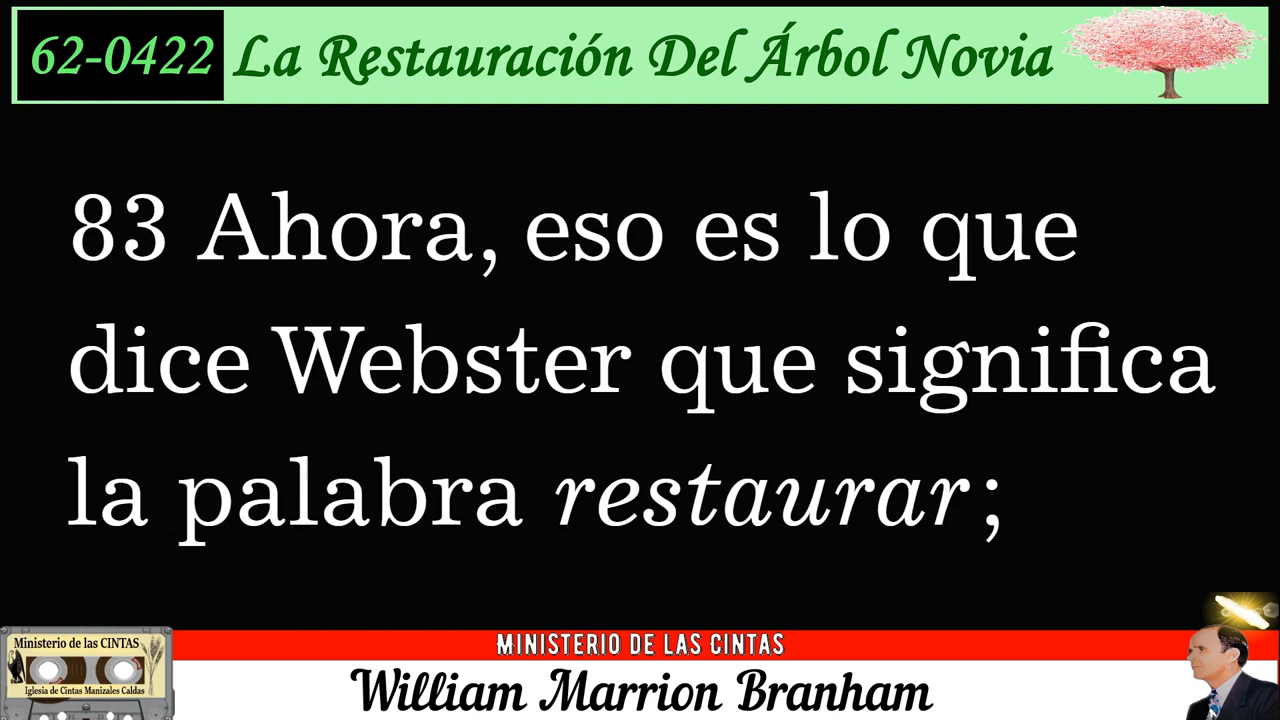 62-0422 La Restauración Del Árbol Novia
83 Ahora, eso es lo que
dice Webster que significa
la palabra restaurar;
MINISTERIO DE LAS CINTAS
Ministerio de las CINTAS
Iglesia de Cintas Manizales Caldas
William Marrion Branham